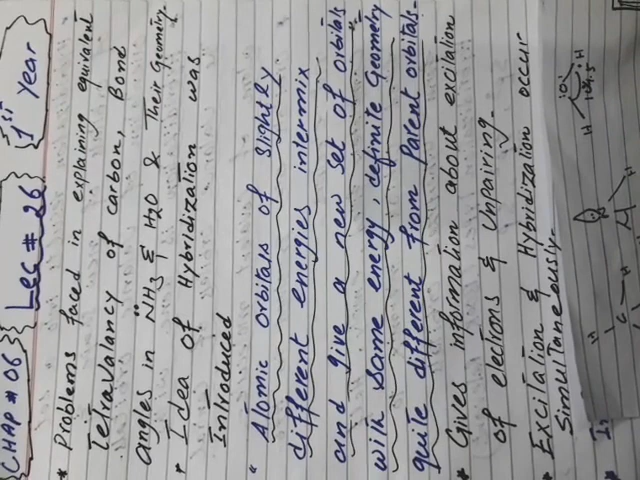 CHAP # 06 Lec # 26 1st Year
* Problems faced in explaining equivalent
tetravalancy of carbon, Bond
angles in N̈H3 & H2O & Their Geometry.
* Idea of Hybridization was
Introduced
" Atomic orbitals of slightly
different energies intermix
and give a new set of orbitals
with same energy, definite Geometry
quite different from Parent orbitals.
* Gives information about excitation
of electrons & Unpairing.
* Excitation & Hybridization occur
Simultaneously.
H C H
H
:O: H
H 104.5